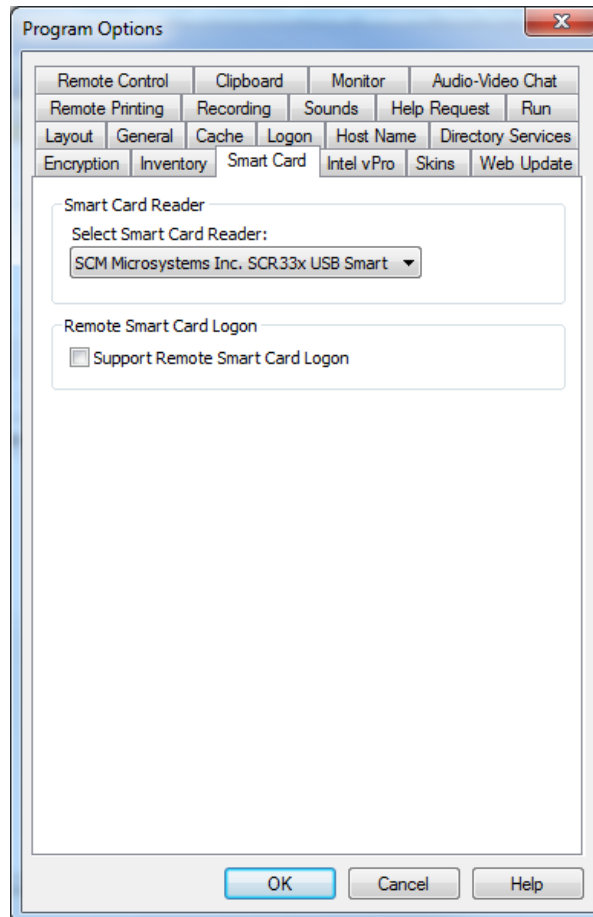 Program Options
Remote Control Clipboard Monitor Audio-Video Chat
Remote Printing Recording Sounds Help Request Run
Layout General Cache Logon Host Name Directory Services
Encryption Inventory Smart Card Intel vPro Skins Web Update
Smart Card Reader
Select Smart Card Reader:
SCM Microsystems Inc. SCR33x USB Smart
Remote Smart Card Logon
Support Remote Smart Card Logon
OK Cancel Help